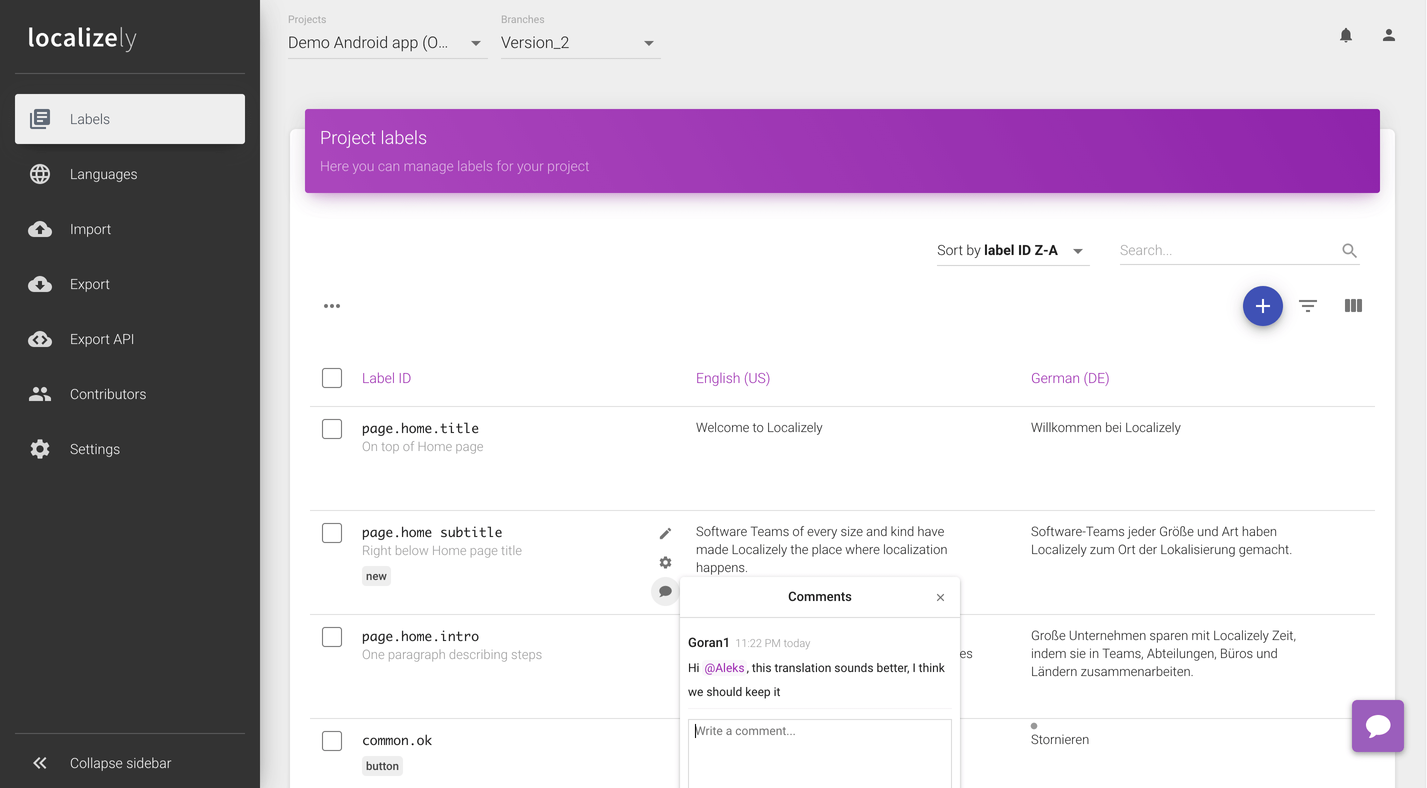 localizely
Projects
Branches
Demo Android app (O...
Version_2
Labels
Languages
Import
Export
Export API
Contributors
Settings
Collapse sidebar
Project labels
Here you can manage labels for your project
Sort by label ID Z-A
Search...
Label ID
English (US)
German (DE)
page.home.title
On top of Home page
Welcome to Localizely
Willkommen bei Localizely
page.home subtitle
Right below Home page title
new
Software Teams of every size and kind have
made Localizely the place where localization
happens.
Software-Teams jeder Größe und Art haben
Localizely zum Ort der Lokalisierung gemacht.
page.home.intro
One paragraph describing steps
es
Große Unternehmen sparen mit Localizely Zeit,
indem sie in Teams, Abteilungen, Büros und
Ländern zusammenarbeiten.
Comments
Goran1 11:22 PM today
Hi @Aleks, this translation sounds better, I think
we should keep it
Write a comment...
common.ok
button
Stornieren